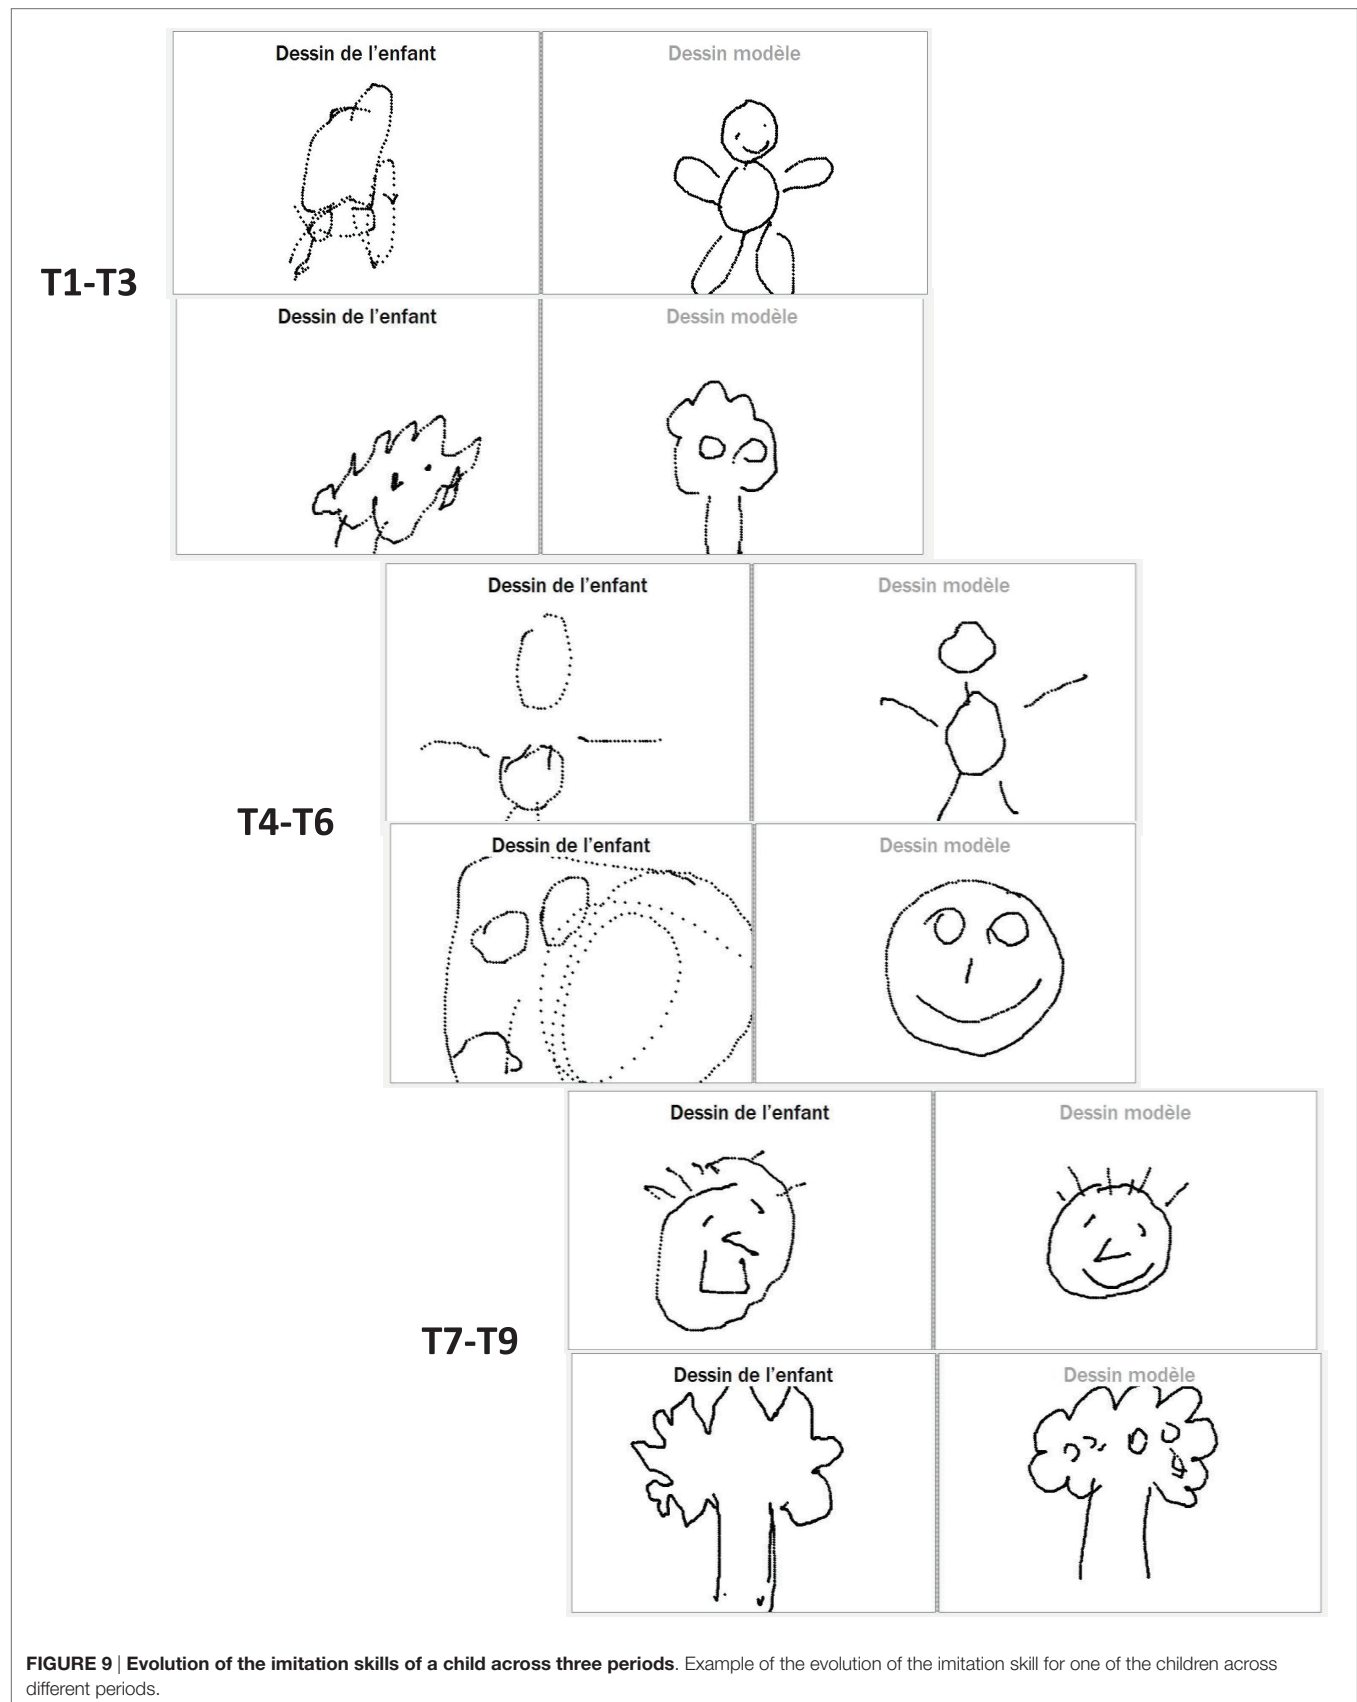 Dessin de l'enfant
Dessin modèle
T1-T3
Dessin de l'enfant
Dessin modèle
Dessin de l'enfant
Dessin modèle
T4-T6
Dessin de l'enfant
Dessin modèle
Dessin de l'enfant
Dessin modèle
T7-T9
Dessin de l'enfant
Dessin modèle
FIGURE 9 | Evolution of the imitation skills of a child across three periods. Example of the evolution of the imitation skill for one of the children across
different periods.